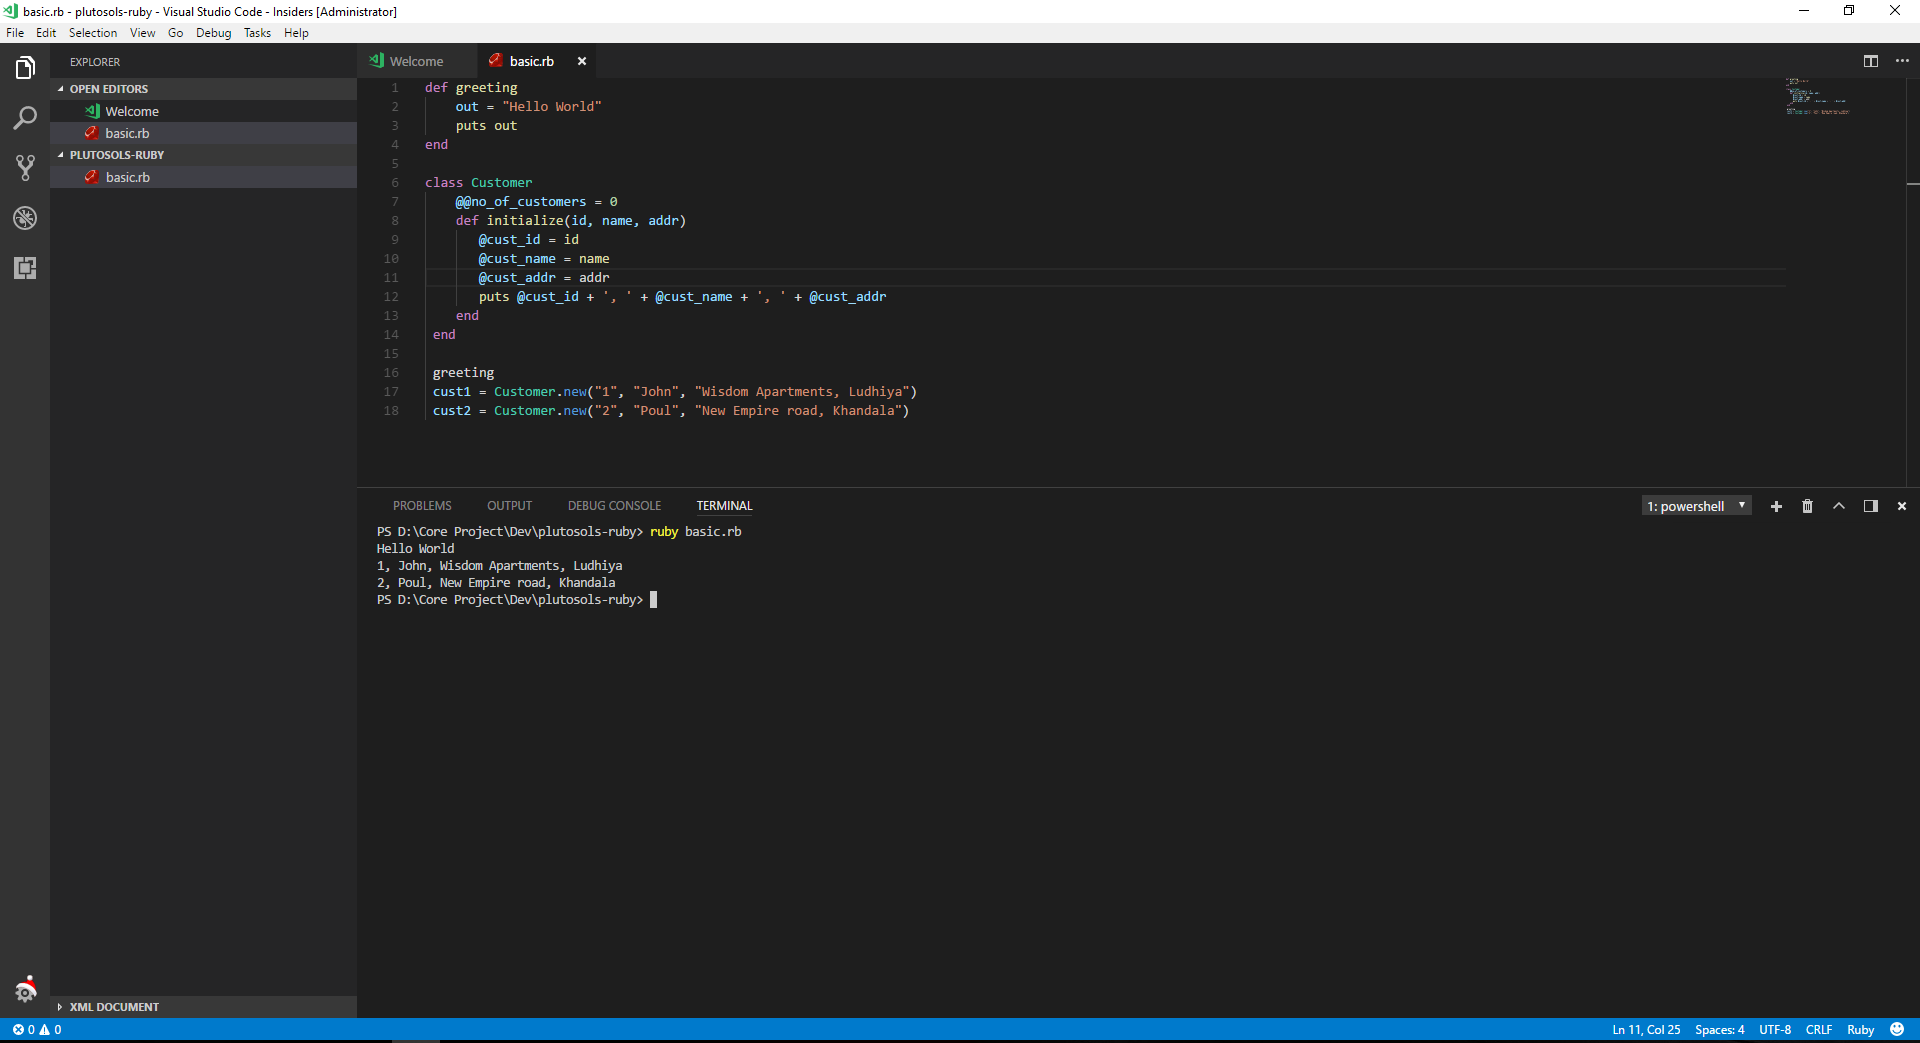 basic.rb - plutosols-ruby - Visual Studio Code - Insiders [Administrator]
File Edit Selection View Go Debug Tasks Help
EXPLORER
OPEN EDITORS
Welcome
basic.rb
PLUTOSOLS-RUBY
basic.rb
XML DOCUMENT
Welcome basic.rb
1 def greeting
2     out = "Hello World"
3     puts out
4 end
5
6 class Customer
7     @@no_of_customers = 0
8     def initialize(id, name, addr)
9        @cust_id = id
10        @cust_name = name
11        @cust_addr = addr
12        puts @cust_id + ', ' + @cust_name + ', ' + @cust_addr
13     end
14  end
15
16  greeting
17  cust1 = Customer.new("1", "John", "Wisdom Apartments, Ludhiya")
18  cust2 = Customer.new("2", "Poul", "New Empire road, Khandala")
PROBLEMS OUTPUT DEBUG CONSOLE TERMINAL 1: powershell
PS D:\Core Project\Dev\plutosols-ruby> ruby basic.rb
Hello World
1, John, Wisdom Apartments, Ludhiya
2, Poul, New Empire road, Khandala
PS D:\Core Project\Dev\plutosols-ruby>
0 0 Ln 11, Col 25 Spaces: 4 UTF-8 CRLF Ruby